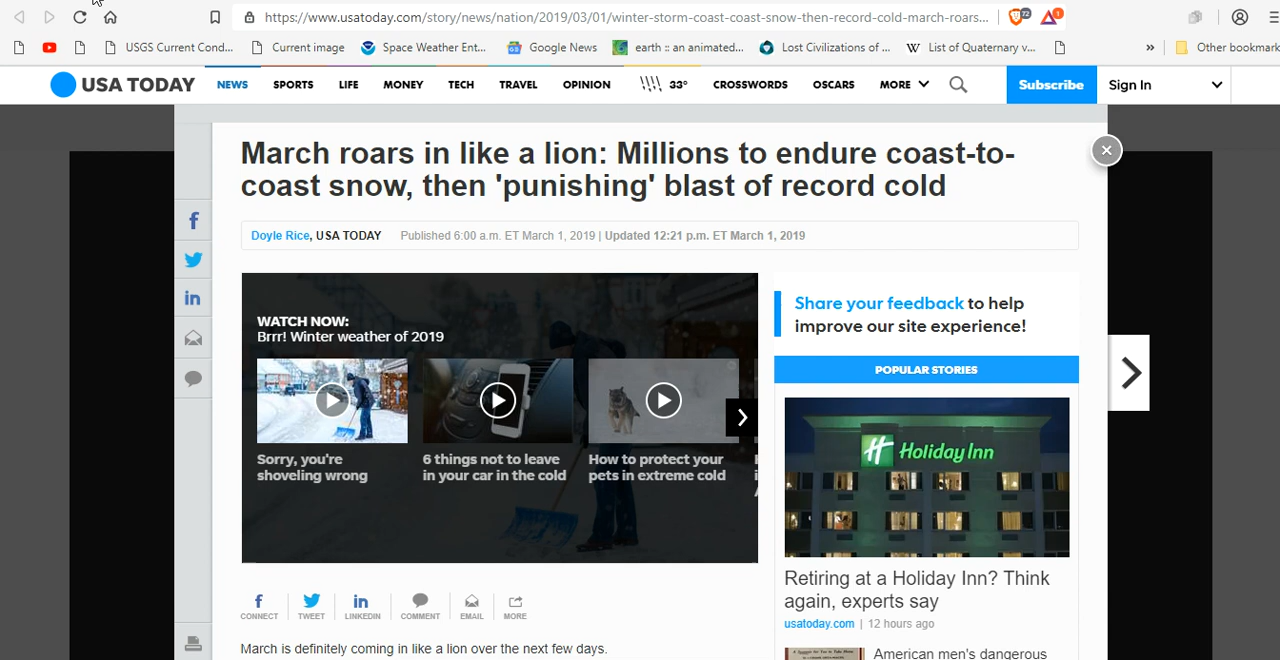 https://www.usatoday.com/story/news/nation/2019/03/01/winter-storm-coast-coast-snow-then-record-cold-march-roars...
72
1
USGS Current Cond...
Current image
Space Weather Ent...
Google News
earth :: an animated...
Lost Civilizations of ...
W
List of Quaternary v...
»
Other bookmark
USA TODAY
NEWS
SPORTS
LIFE
MONEY
TECH
TRAVEL
OPINION
33°
CROSSWORDS
OSCARS
MORE
Subscribe
Sign In
March roars in like a lion: Millions to endure coast-to-
coast snow, then 'punishing' blast of record cold
Doyle Rice, USA TODAY Published 6:00 a.m. ET March 1, 2019 | Updated 12:21 p.m. ET March 1, 2019
WATCH NOW:
Brrr! Winter weather of 2019
Sorry, you're
shoveling wrong
6 things not to leave
in your car in the cold
How to protect your
pets in extreme cold
Share your feedback to help
improve our site experience!
POPULAR STORIES
Holiday Inn
Retiring at a Holiday Inn? Think
again, experts say
usatoday.com | 12 hours ago
American men's dangerous
CONNECT
TWEET
LINKEDIN
COMMENT
EMAIL
MORE
March is definitely coming in like a lion over the next few days.